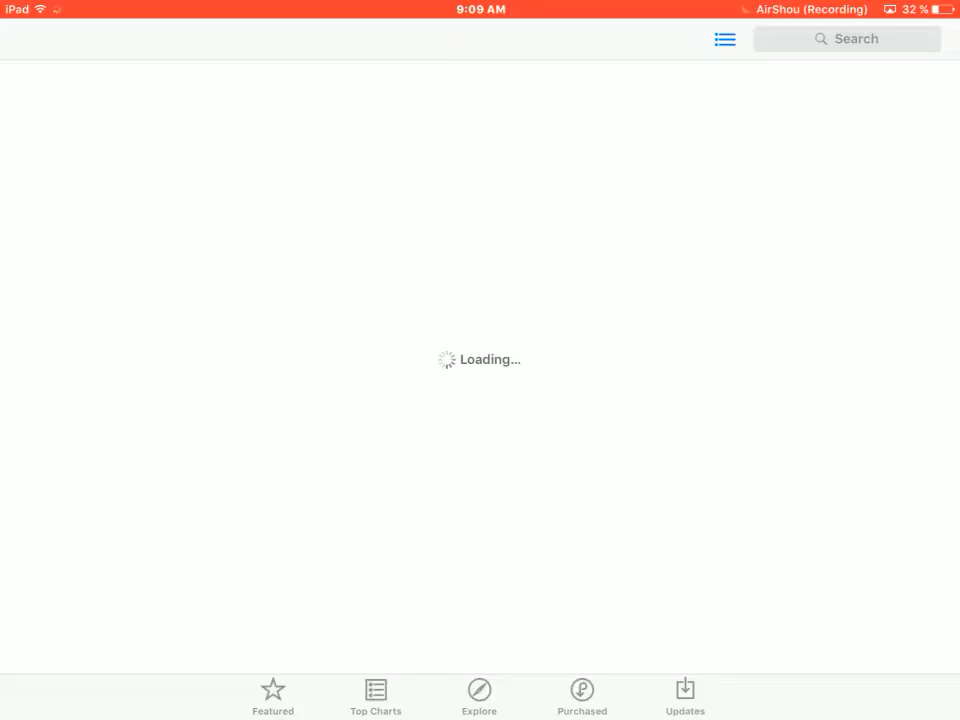 iPad 9:09 AM AirShou (Recording) 32 %
Search
Loading...
Featured Top Charts Explore Purchased Updates